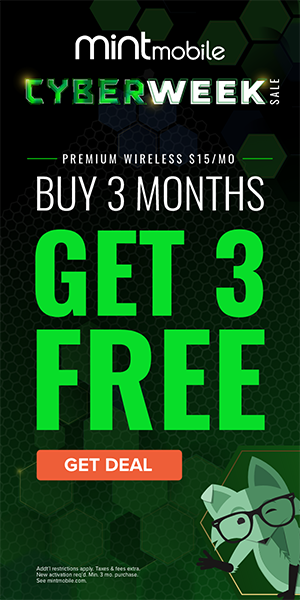 mint mobile
CYBERWEEK SALE
PREMIUM WIRELESS $15/MO
BUY 3 MONTHS
GET 3
FREE
GET DEAL
Addt'l restrictions apply. Taxes & fees extra.
New activation req'd. Min. 3 mo. purchase.
See mintmobile.com.